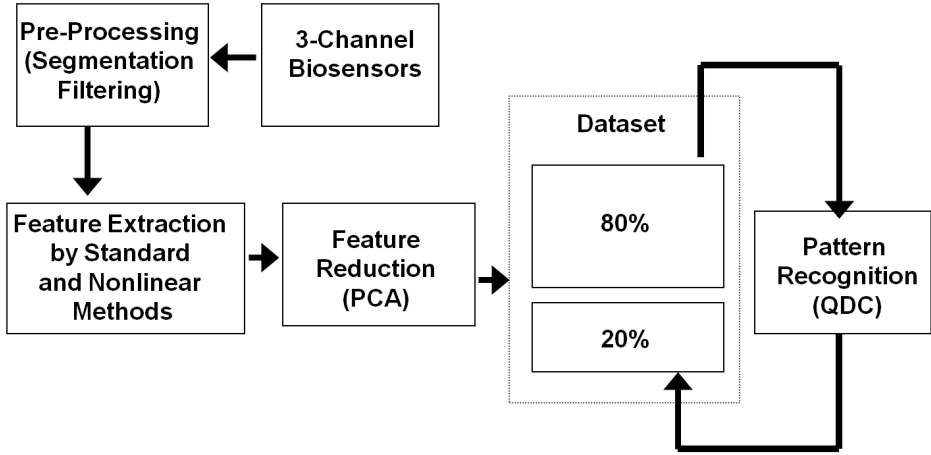 Pre-Processing
(Segmentation
Filtering)
3-Channel
Biosensors
Feature Extraction
by Standard
and Nonlinear
Methods
Feature
Reduction
(PCA)
Dataset
80%
20%
Pattern
Recognition
(QDC)